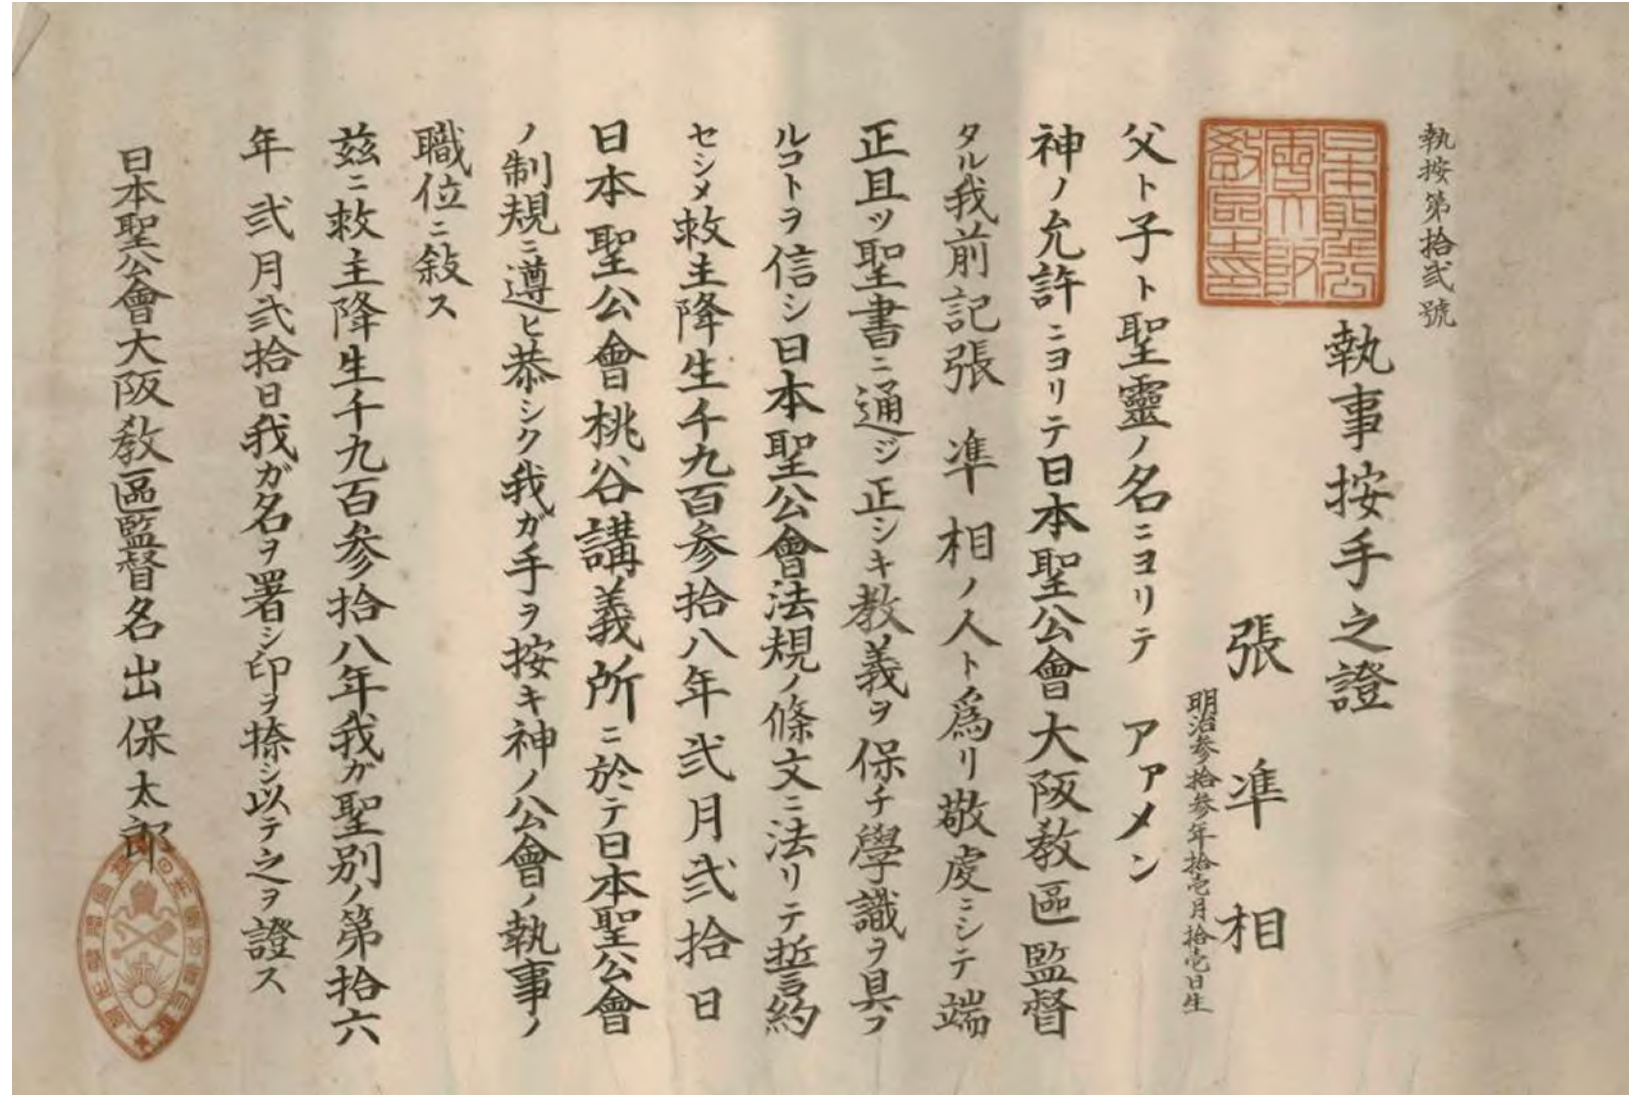 執按第拾弐號
執事按手之證
張 準 相
明治参拾参年拾壱月拾壱日生
父ト子ト聖靈ノ名ニヨリテ アァメン
神ノ允許ニヨリテ日本聖公會大阪敎區監督
タル我前記張 準 相ノ人ト爲リ敬虔ニシテ端
正且ツ聖書ニ通ジ正シキ教義ヲ保チ學識ヲ具フ
ルコトヲ信シ日本聖公會法規ノ條文ニ法リテ誓約
セシメ救主降生千九百参拾八年弐月弐拾日
日本聖公會桃谷講義所ニ於テ日本聖公會
ノ制規ニ遵ヒ恭シク我ガ手ヲ按キ神ノ公會ノ執事ノ
職位ニ敍ス
玆ニ救主降生千九百参拾八年我ガ聖別ノ第拾六
年弐月弐拾日我ガ名ヲ署シ印ヲ捺シ以テ之ヲ證ス
日本聖公會大阪敎區監督名出保太郎
日本聖公
會大阪
敎區之印